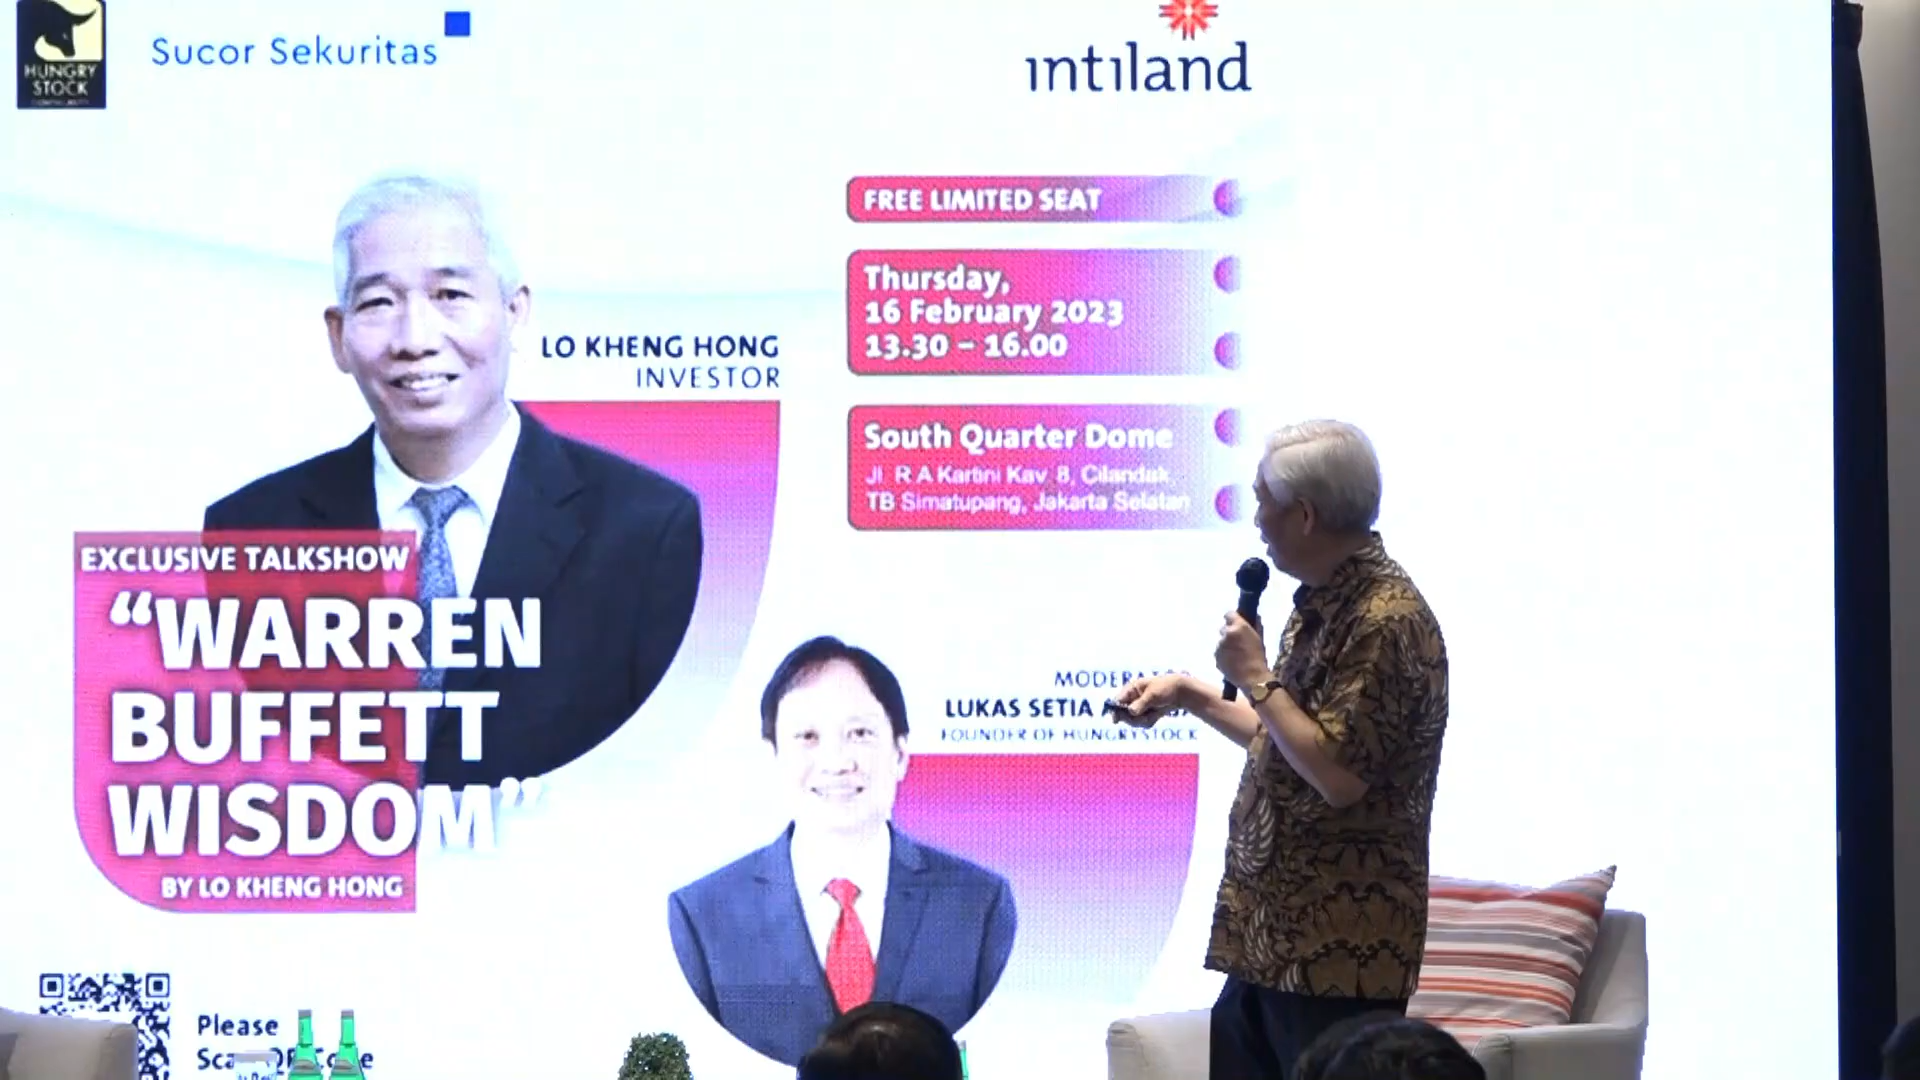 HUNGRY
STOCK
Sucor Sekuritas
intiland
FREE LIMITED SEAT
Thursday,
16 February 2023
13.30 – 16.00
LO KHENG HONG
INVESTOR
South Quarter Dome
Jl R A Kartini Kav 8, Cilandak
TB Simatupang, Jakarta Selatan
EXCLUSIVE TALKSHOW
“WARREN
BUFFETT
WISDOM”
BY LO KHENG HONG
LUKAS SETIA
FOUNDER OF HUNGRYSTOCK
Please